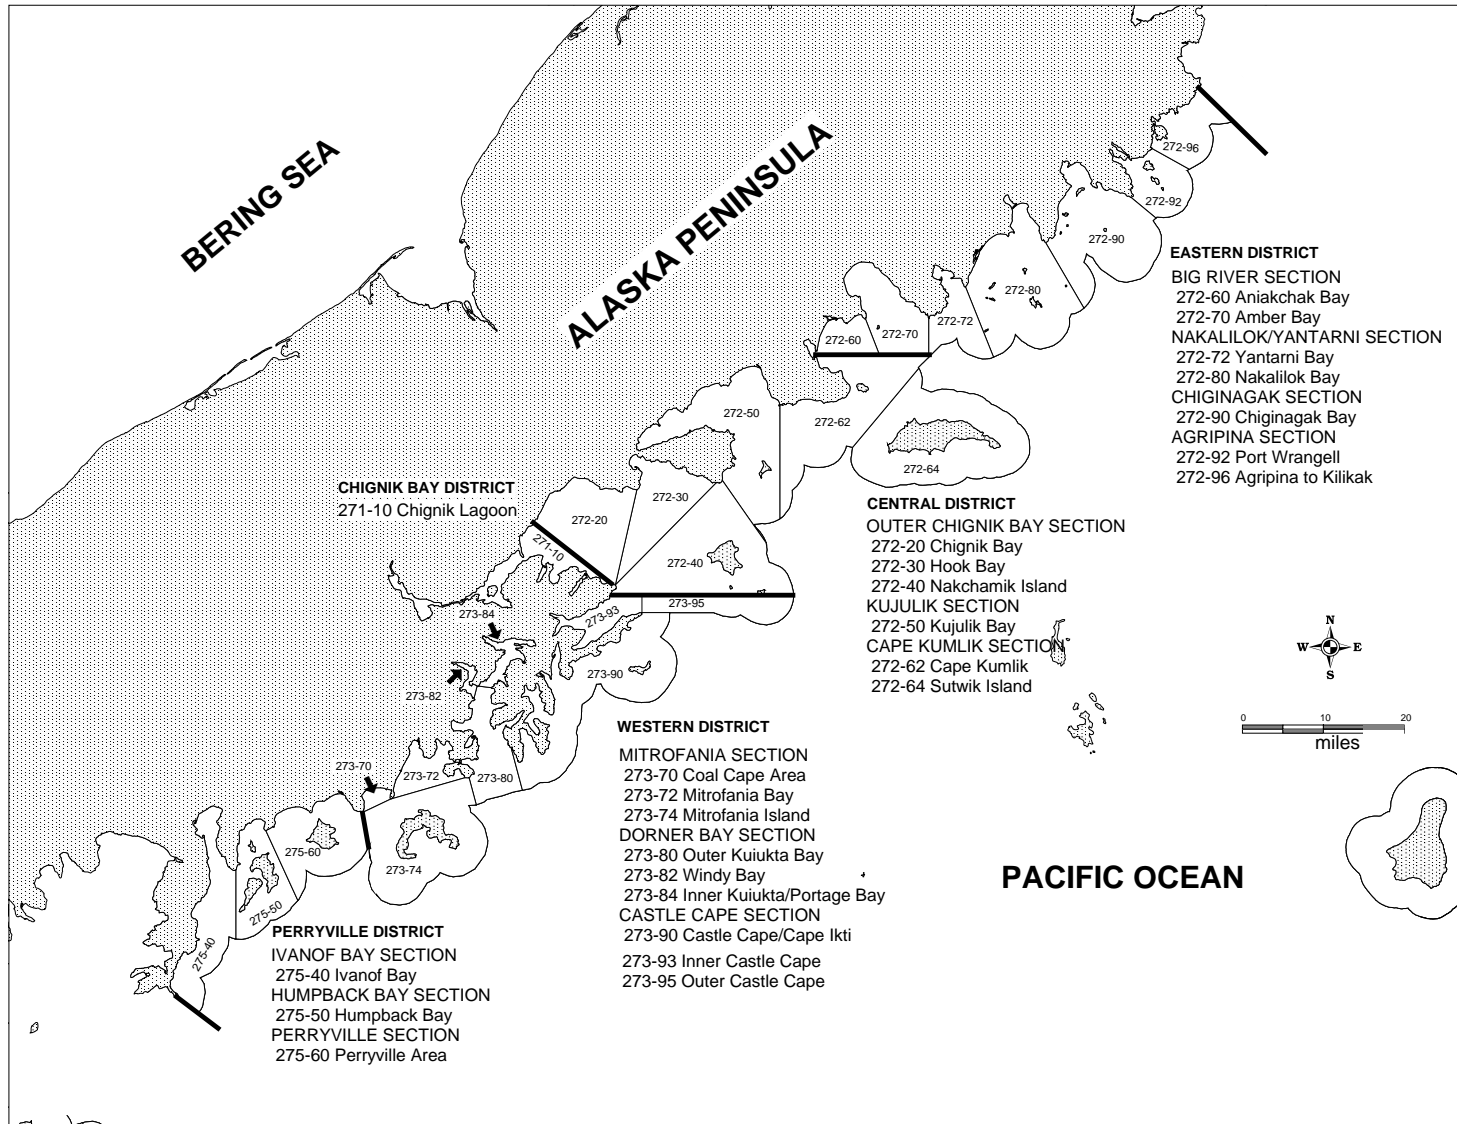 BERING SEA
ALASKA PENINSULA
272-96
272-92
272-90
272-80
272-72
272-70
272-60
272-62
272-50
272-64
272-30
272-20
271-10
272-40
273-95
273-93
273-84
273-90
273-82
273-80
273-72
273-70
273-74
275-60
275-50
275-40
EASTERN DISTRICT
BIG RIVER SECTION
272-60 Aniakchak Bay
272-70 Amber Bay
NAKALILOK/YANTARNI SECTION
272-72 Yantarni Bay
272-80 Nakalilok Bay
CHIGINAGAK SECTION
272-90 Chiginagak Bay
AGRIPINA SECTION
272-92 Port Wrangell
272-96 Agripina to Kilikak
CHIGNIK BAY DISTRICT
271-10 Chignik Lagoon
CENTRAL DISTRICT
OUTER CHIGNIK BAY SECTION
272-20 Chignik Bay
272-30 Hook Bay
272-40 Nakchamik Island
KUJULIK SECTION
272-50 Kujulik Bay
CAPE KUMLIK SECTION
272-62 Cape Kumlik
272-64 Sutwik Island
WESTERN DISTRICT
MITROFANIA SECTION
273-70 Coal Cape Area
273-72 Mitrofania Bay
273-74 Mitrofania Island
DORNER BAY SECTION
273-80 Outer Kuiukta Bay
273-82 Windy Bay
273-84 Inner Kuiukta/Portage Bay
CASTLE CAPE SECTION
273-90 Castle Cape/Cape Ikti
273-93 Inner Castle Cape
273-95 Outer Castle Cape
PERRYVILLE DISTRICT
IVANOF BAY SECTION
275-40 Ivanof Bay
HUMPBACK BAY SECTION
275-50 Humpback Bay
PERRYVILLE SECTION
275-60 Perryville Area
N
W E
S
0 10 20
miles
PACIFIC OCEAN